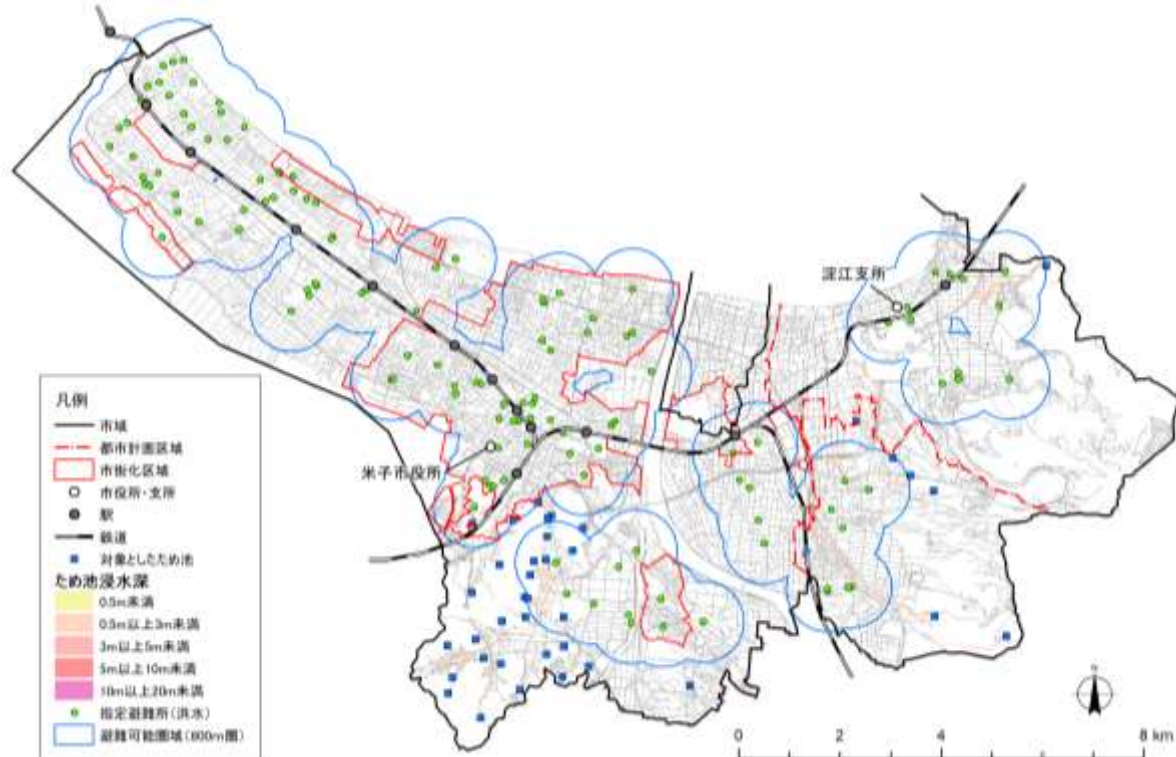 淀江支所
米子市役所
凡例
市域
都市計画区域
市街化区域
市役所・支所
駅
鉄道
対象としたため池
ため池浸水深
0.5m未満
0.5m以上3m未満
3m以上5m未満
5m以上10m未満
10m以上20m未満
指定避難所(洪水)
避難可能圏域(800m圏)
N
0 2 4 6 8 km